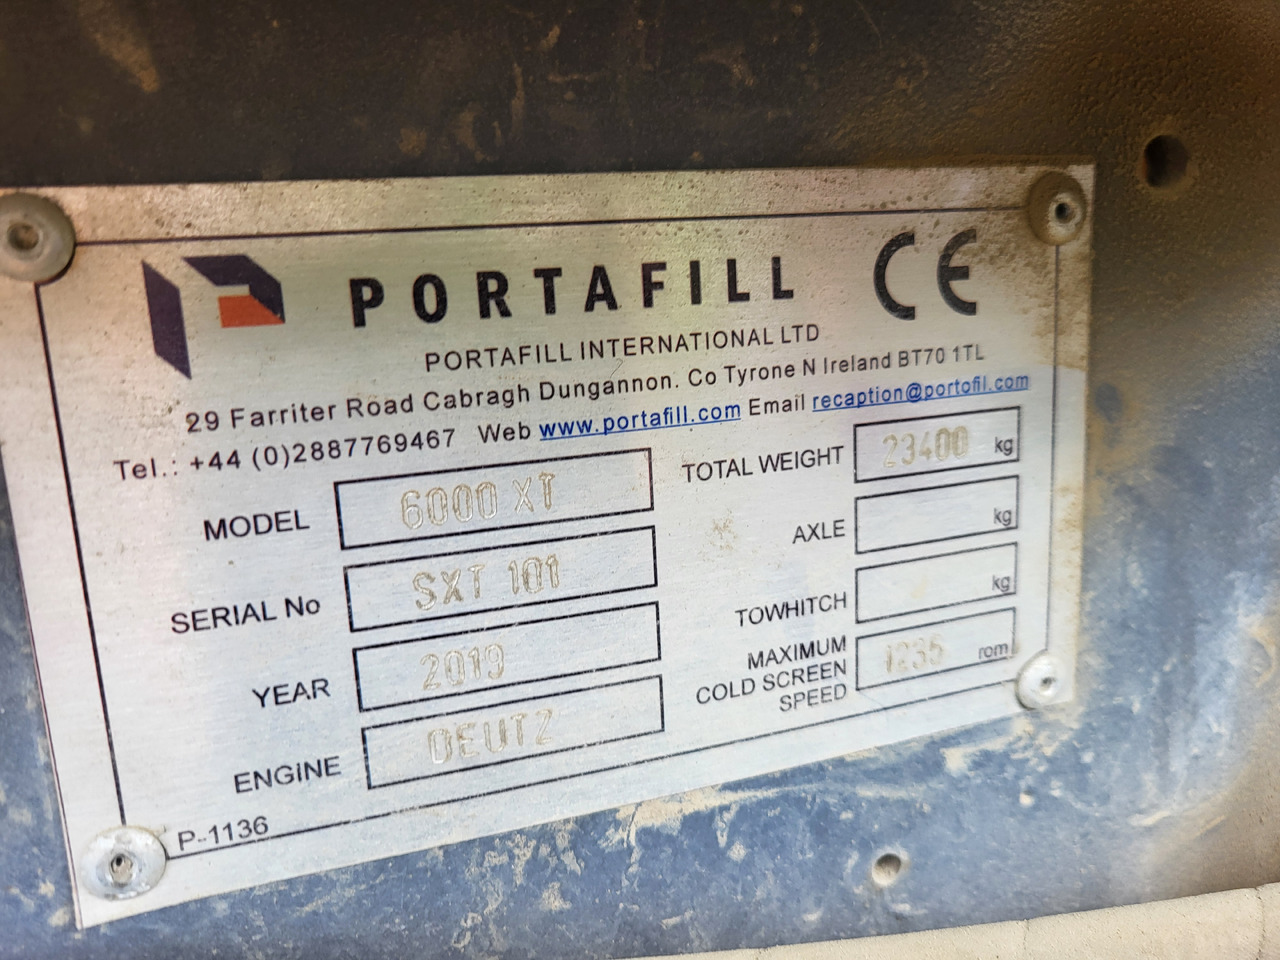 PORTAFILL CE
PORTAFILL INTERNATIONAL LTD
29 Farriter Road Cabragh Dungannon. Co Tyrone N Ireland BT70 1TL
Tel.: +44 (0)2887769467 Web www.portafill.com Email recaption@portofil.com
MODEL 6000 XT
SERIAL No SXT 101
YEAR 2019
ENGINE DEUTZ
TOTAL WEIGHT 23400 kg
AXLE kg
TOWHITCH kg
MAXIMUM
COLD SCREEN 1235 rom
SPEED
P-1136